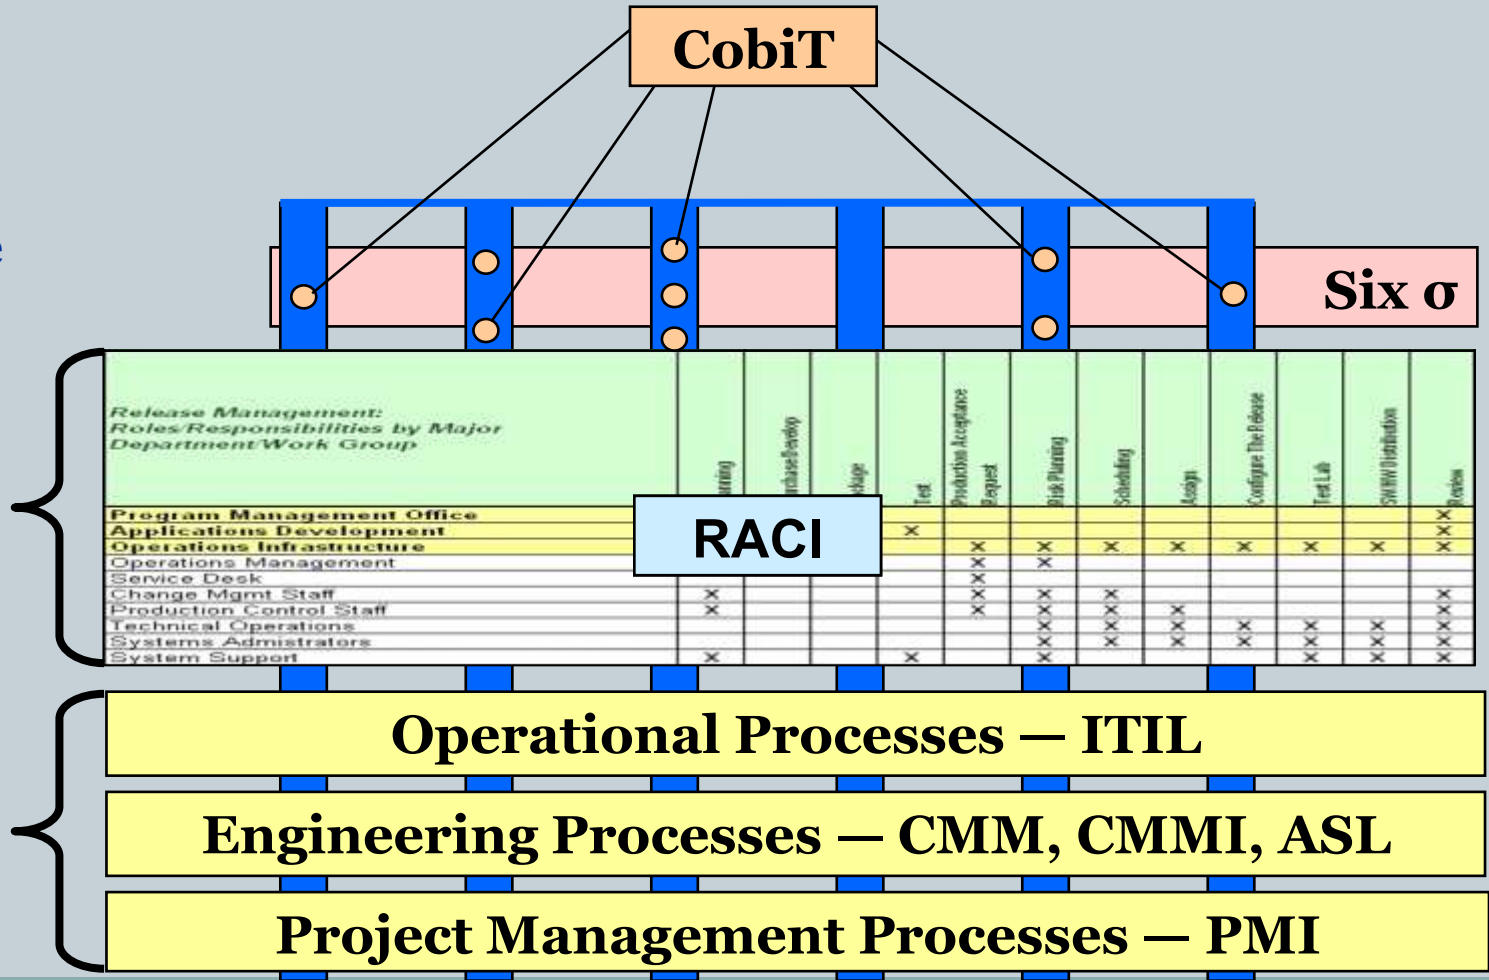 CobiT
Six σ
Release Management:
Roles/Responsibilities by Major
Department/Work Group
Test
Production Acceptance
Request
Risk Planning
Scheduling
Assign
Configure The Release
Test Lab
SW/HW Distribution
Review
Program Management Office
X
Applications Development
X X
Operations Infrastructure
X X X X X X X X
Operations Management
X X
Service Desk
X
Change Mgmt Staff
X X X X X
Production Control Staff
X X X X X X
Technical Operations
X X X X X X X
Systems Admistrators
X X X X X X X
System Support
X X X X X X
RACI
Operational Processes — ITIL
Engineering Processes — CMM, CMMI, ASL
Project Management Processes — PMI